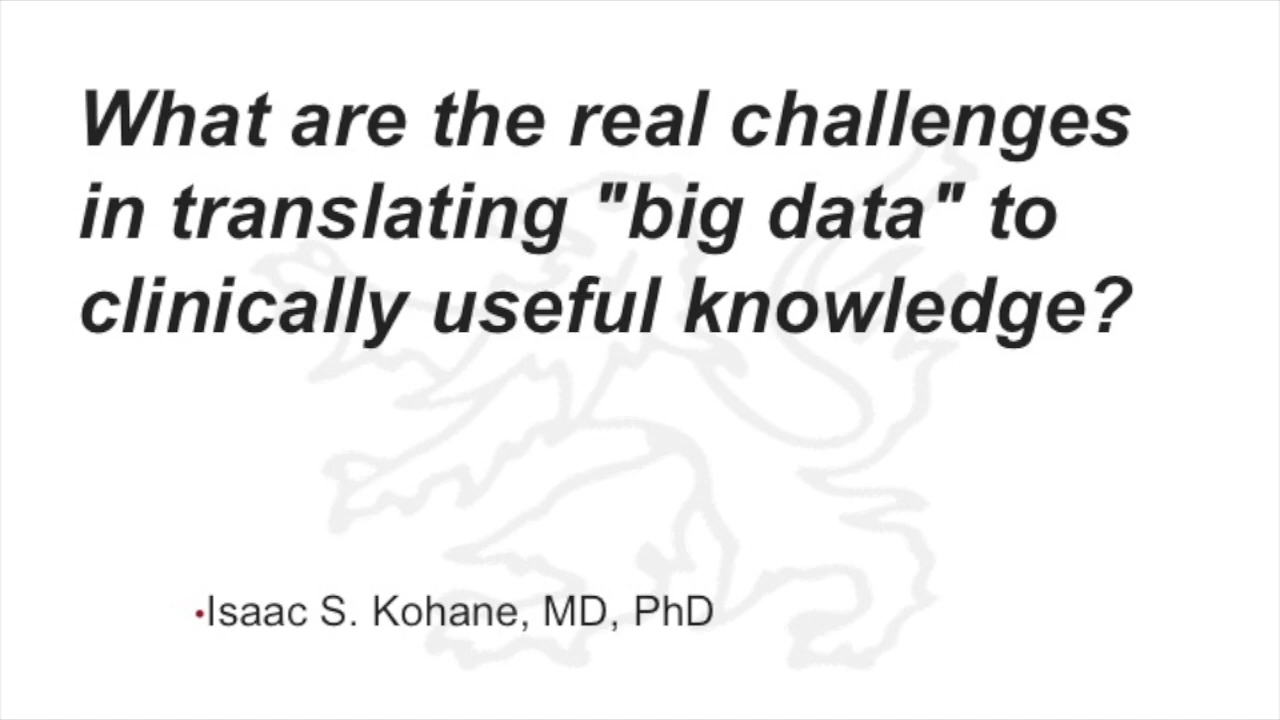 What are the real challenges
in translating "big data" to
clinically useful knowledge?
•Isaac S. Kohane, MD, PhD